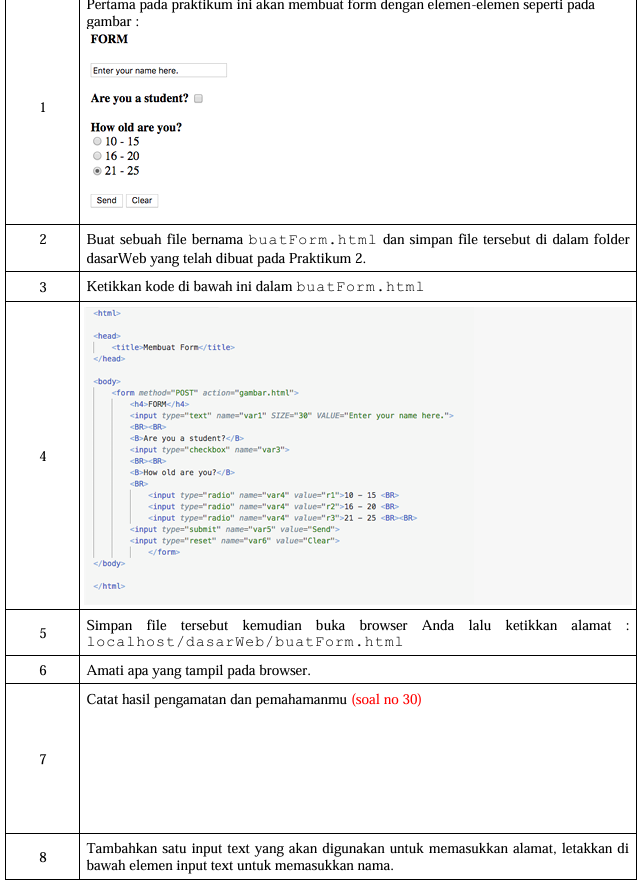 Pertama pada praktikum ini akan membuat form dengan elemen-elemen seperti pada
gambar :
FORM
Enter your name here.
Are you a student?
1
How old are you?
10 - 15
16 - 20
21 - 25
Send Clear
2 Buat sebuah file bernama buatForm.html dan simpan file tersebut di dalam folder
dasarWeb yang telah dibuat pada Praktikum 2.
3 Ketikkan kode di bawah ini dalam buatForm.html
<html>
<head>
<title>Membuat Form</title>
</head>
<body>
<form method="POST" action="gambar.html">
<h4>FORM</h4>
<input type="text" name="var1" SIZE="30" VALUE="Enter your name here.">
<BR><BR>
<B>Are you a student?</B>
<input type="checkbox" name="var3">
4
<BR><BR>
<B>How old are you?</B>
<BR>
<input type="radio" name="var4" value="r1">10 - 15 <BR>
<input type="radio" name="var4" value="r2">16 - 20 <BR>
<input type="radio" name="var4" value="r3">21 - 25 <BR><BR>
<input type="submit" name="var5" value="Send">
<input type="reset" name="var6" value="Clear">
</form>
</body>
</html>
5 Simpan file tersebut kemudian buka browser Anda lalu ketikkan alamat :
localhost/dasarWeb/buatForm.html
6 Amati apa yang tampil pada browser.
Catat hasil pengamatan dan pemahamanmu (soal no 30)
7
8 Tambahkan satu input text yang akan digunakan untuk memasukkan alamat, letakkan di
bawah elemen input text untuk memasukkan nama.